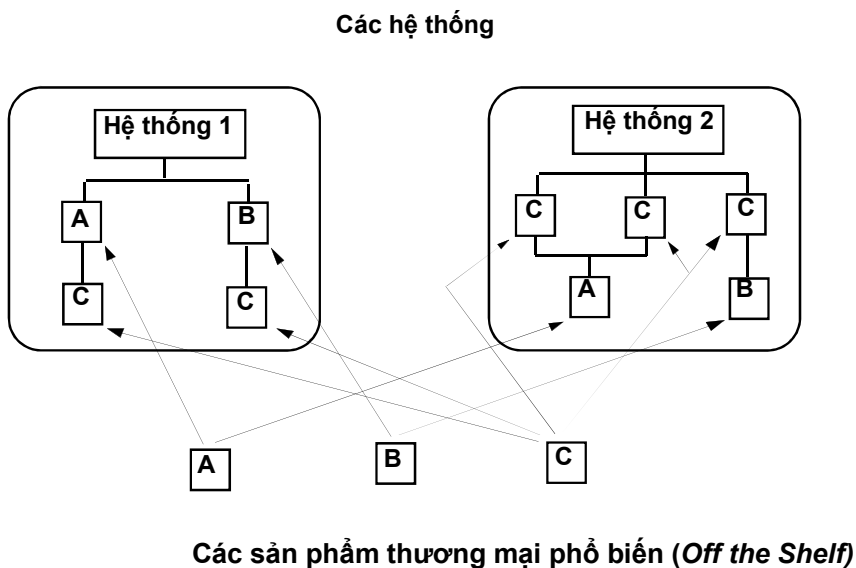 Các hệ thống
Hệ thống 1
Hệ thống 2
A
B
C
C
C
C
C
A
B
A
B
C
Các sản phẩm thương mại phổ biến (Off the Shelf)